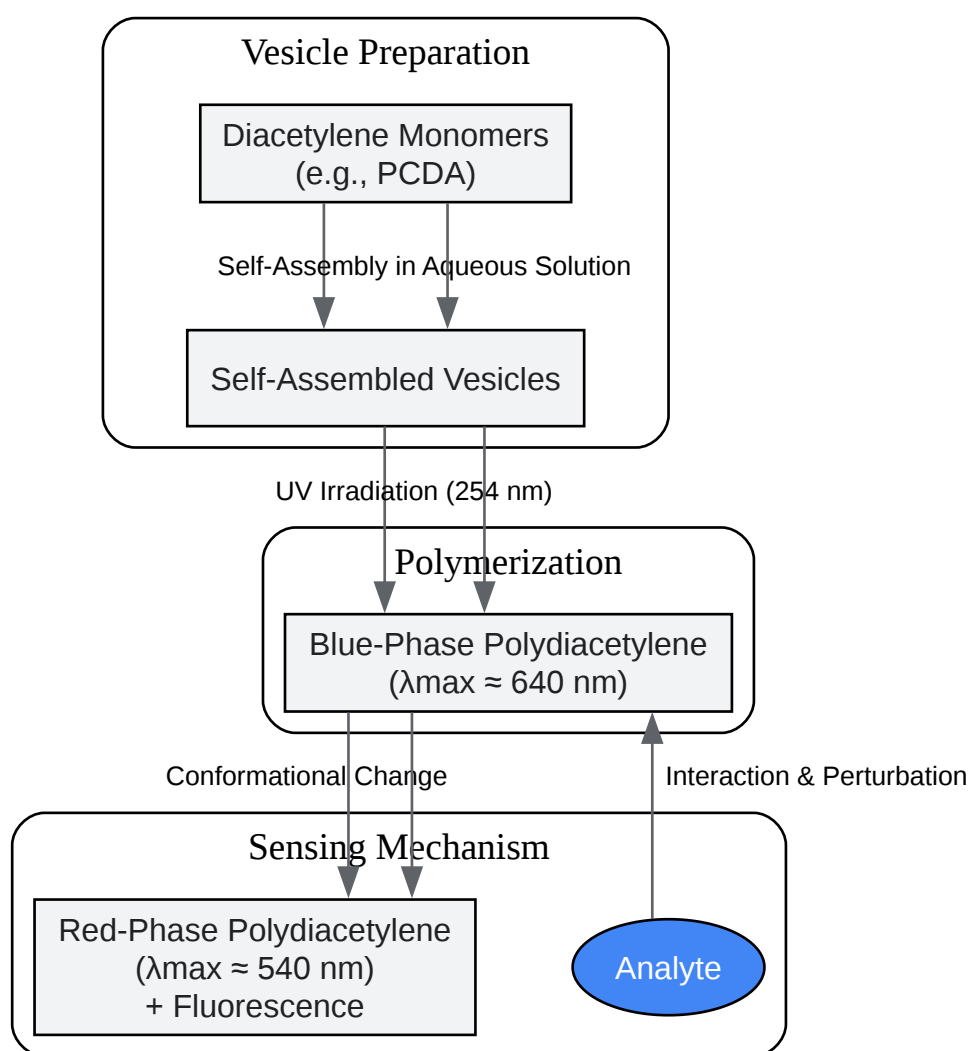 Vesicle Preparation
Diacetylene Monomers
(e.g., PCDA)
Self-Assembly in Aqueous Solution
Self-Assembled Vesicles
UV Irradiation (254 nm)
Polymerization
Blue-Phase Polydiacetylene
(λmax ≈ 640 nm)
Conformational Change
Interaction & Perturbation
Sensing Mechanism
Red-Phase Polydiacetylene
(λmax ≈ 540 nm)
+ Fluorescence
Analyte